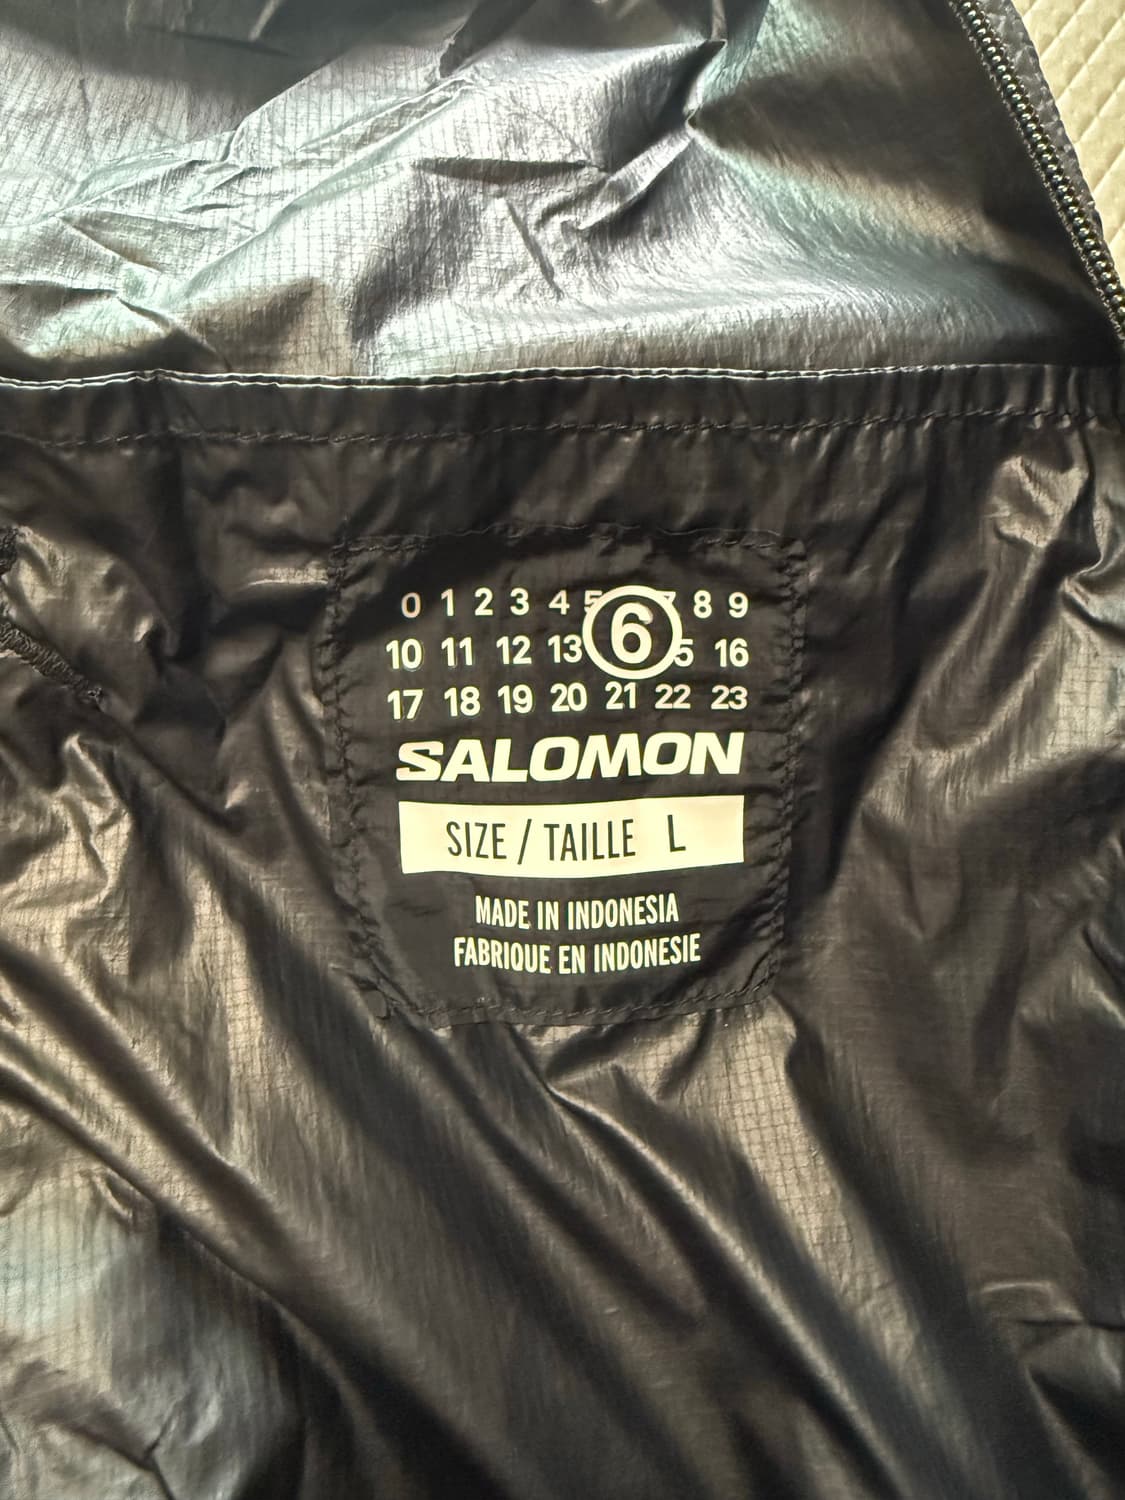 0 1 2 3 4 5 6 7 8 9
10 11 12 13 5 16
17 18 19 20 21 22 23
SALOMON
SIZE / TAILLE L
MADE IN INDONESIA
FABRIQUE EN INDONESIE